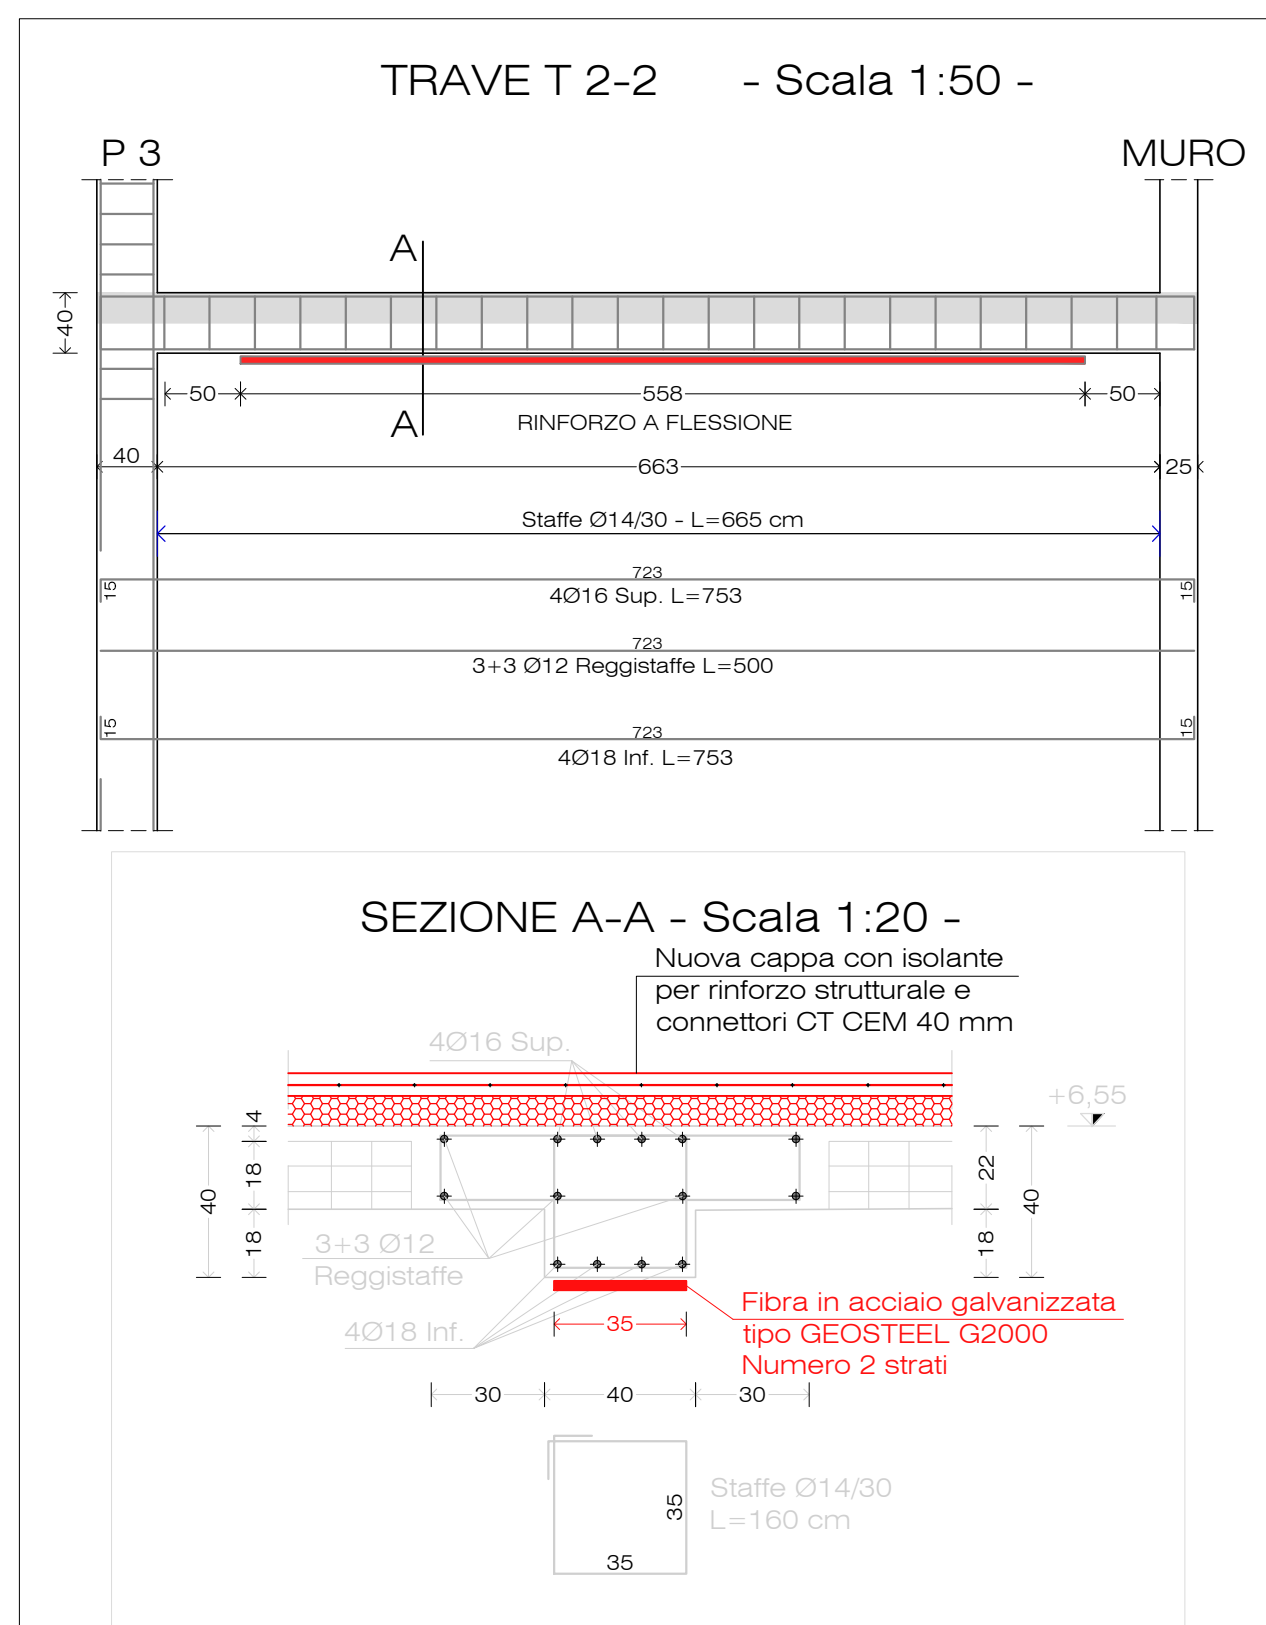 TRAVE T 2-2 - Scala 1:50 -
P 3
MURO
A
40
50
558
50
A
RINFORZO A FLESSIONE
40
663
25
Staffe Ø14/30 - L=665 cm
723
15
4Ø16 Sup. L=753
15
723
3+3 Ø12 Reggistaffe L=500
15
723
15
4Ø18 Inf. L=753
SEZIONE A-A - Scala 1:20 -
Nuova cappa con isolante
per rinforzo strutturale e
connettori CT CEM 40 mm
4Ø16 Sup.
+6,55
4
18
40
18
22
40
18
3+3 Ø12
Reggistaffe
4Ø18 Inf.
35
Fibra in acciaio galvanizzata
tipo GEOSTEEL G2000
Numero 2 strati
30
40
30
Staffe Ø14/30
L=160 cm
35
35